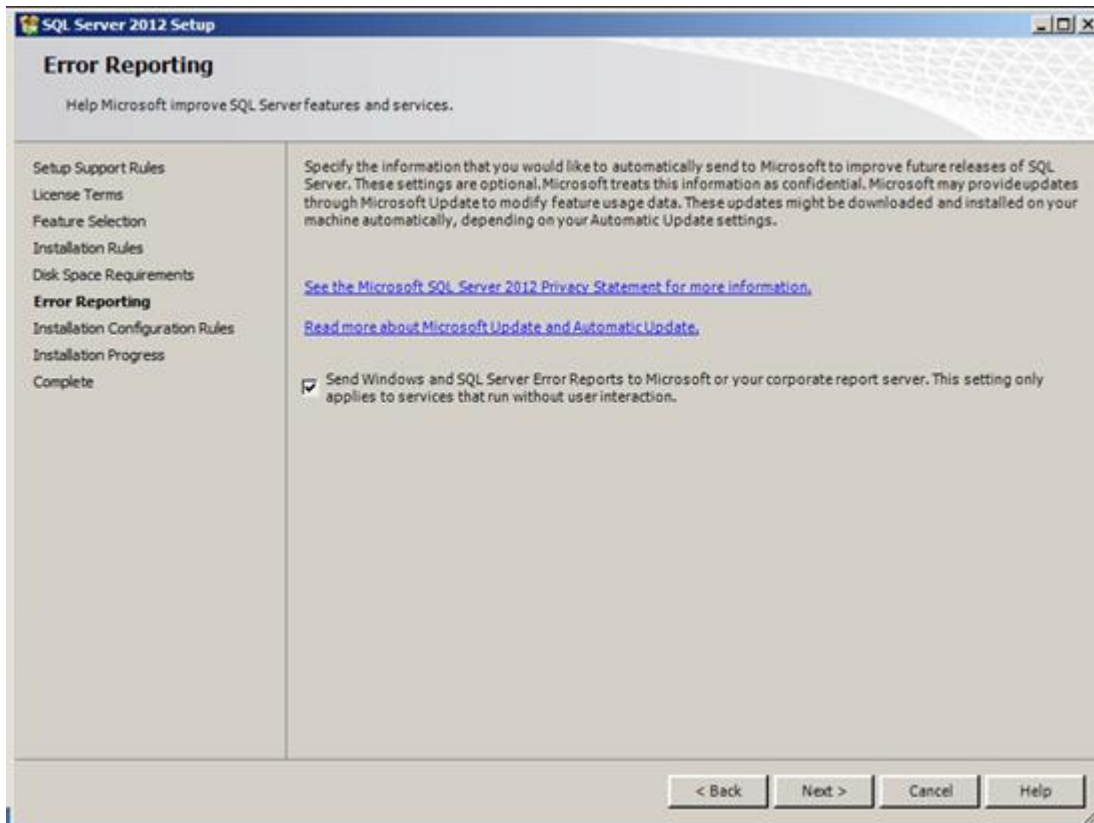 SQL Server 2012 Setup
Error Reporting
Help Microsoft improve SQL Server features and services.
Setup Support Rules
License Terms
Feature Selection
Installation Rules
Disk Space Requirements
Error Reporting
Installation Configuration Rules
Installation Progress
Complete
Specify the information that you would like to automatically send to Microsoft to improve future releases of SQL
Server. These settings are optional. Microsoft treats this information as confidential. Microsoft may provide updates
through Microsoft Update to modify feature usage data. These updates might be downloaded and installed on your
machine automatically, depending on your Automatic Update settings.
See the Microsoft SQL Server 2012 Privacy Statement for more information.
Read more about Microsoft Update and Automatic Update.
Send Windows and SQL Server Error Reports to Microsoft or your corporate report server. This setting only
applies to services that run without user interaction.
< Back Next > Cancel Help